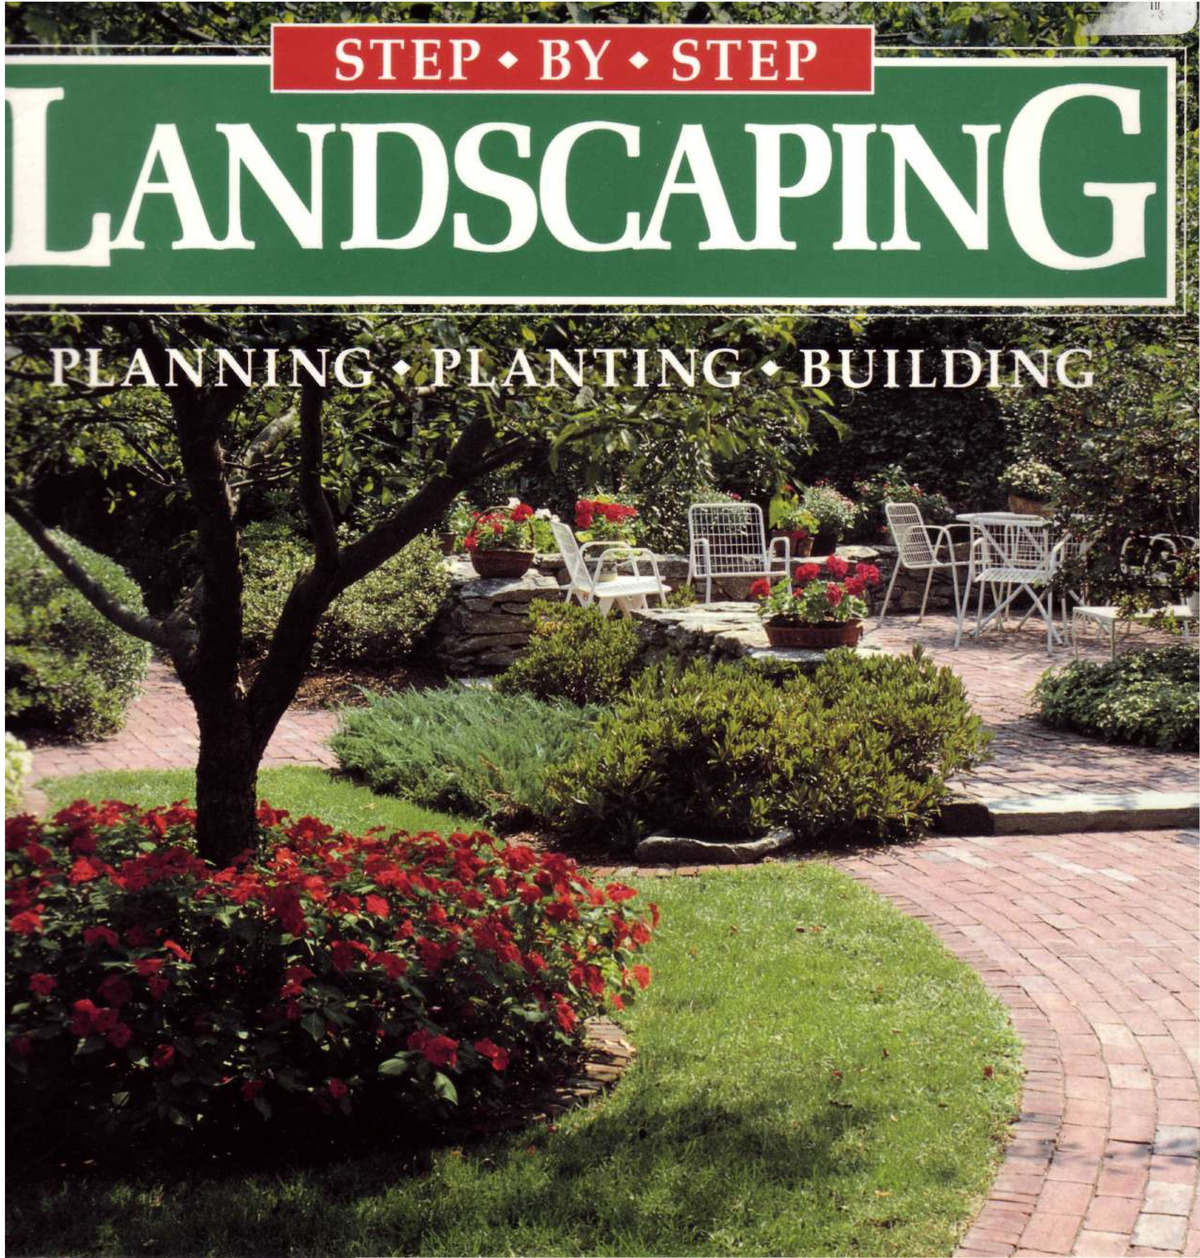 STEP • BY • STEP
LANDSCAPING
PLANNING • PLANTING • BUILDING